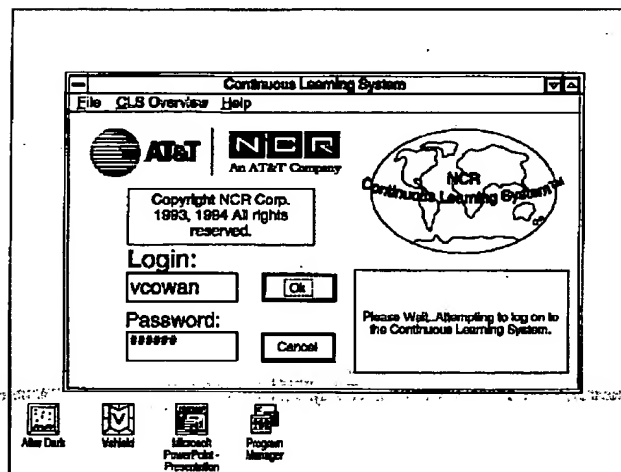 Continuous Learning System
File CLS Overview Help
AT&T
NCR
An AT&T Company
NCR
Continuous Learning System™
Copyright NCR Corp.
1993, 1994 All rights
reserved.
Login:
vcowan
Ok
Please Wait. Attempting to log on to
the Continuous Learning System.
Password:
******
Cancel
After Dark
Vshield
Microsoft
PowerPoint -
Presentation
Program
Manager